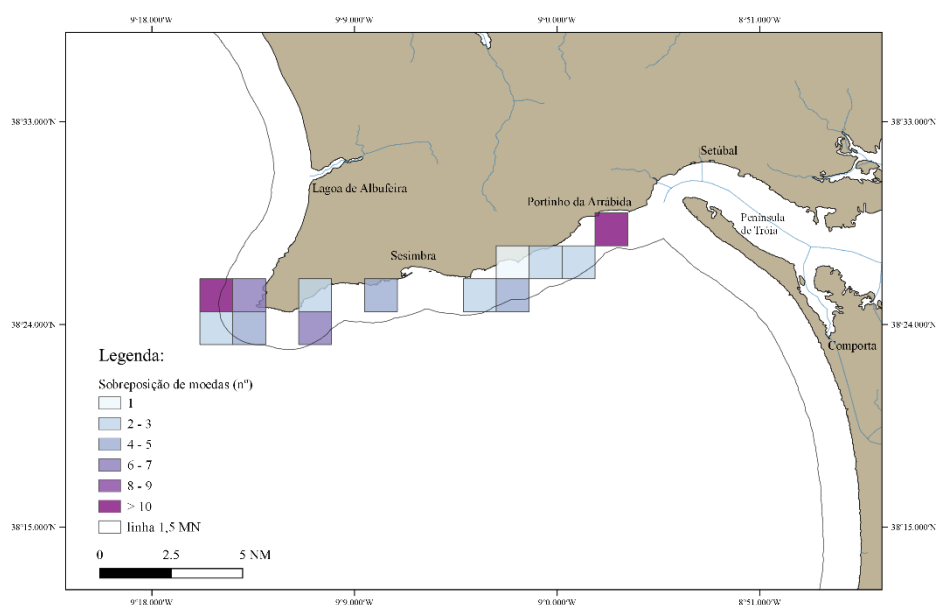 9°18.000'W 9°9.000'W 9°0.000'W 8°51.000'W
38°33.000'N 38°33.000'N
Setúbal
Lagoa de Albufeira
Portinho da Arrábida
Península
de Tróia
Sesimbra
38°24.000'N 38°24.000'N
Comporta
Legenda:
Sobreposição de moedas (nº)
1
2 - 3
4 - 5
6 - 7
8 - 9
> 10
linha 1,5 MN
38°15.000'N 38°15.000'N
0 2.5 5 NM
9°18.000'W 9°9.000'W 9°0.000'W 8°51.000'W